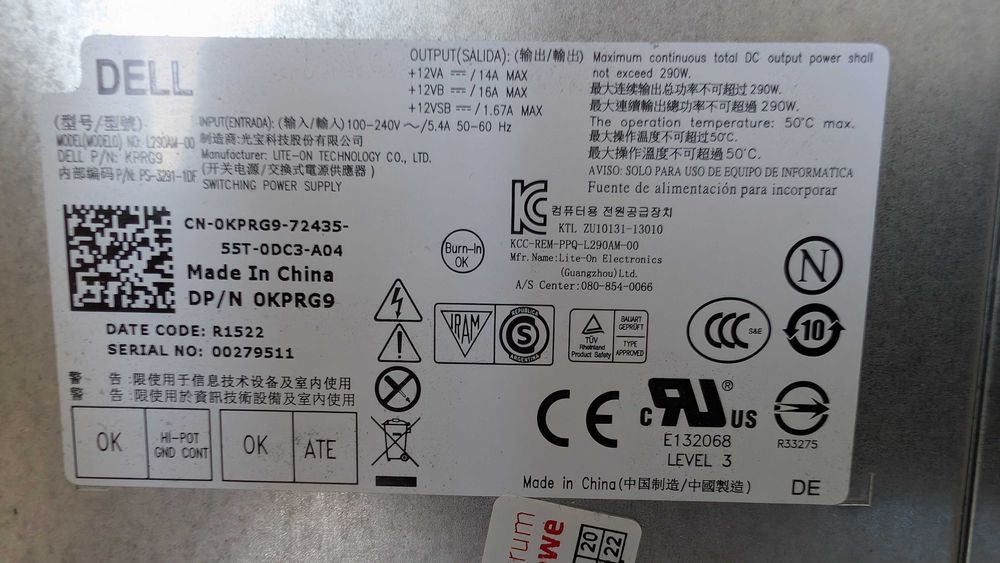 DELL
(型号/型號)
MODEL(MODELO) NO: L290AM-00
DELL P/N: KPRG9
内部编码 P/N: PS-3291-1DF
OUTPUT(SALIDA): (输出/輸出)
+12VA ⎓/14A MAX
+12VB ⎓/16A MAX
+12VSB ⎓/1.67A MAX
INPUT(ENTRADA): (输入/輸入)100-240V ～/5.4A 50-60 Hz
制造商:光宝科技股份有限公司
Manufacturer: LITE-ON TECHNOLOGY CO., LTD.
(开关电源/交換式電源供應器)
SWITCHING POWER SUPPLY
Maximum continuous total DC output power shall
not exceed 290W.
最大连续输出总功率不可超过290W.
最大連續輸出總功率不可超過 290W.
The operation temperature: 50°C max.
最大操作温度不可超过50°C.
最大操作溫度不可超過50°C.
AVISO: SOLO PARA USO DE EQUIPO DE INFORMATICA
Fuente de alimentación para incorporar
CN-0KPRG9-72435-
55T-0DC3-A04
Made In China
DP/N 0KPRG9
DATE CODE: R1522
SERIAL NO: 00279511
Burn-In
OK
KC
컴퓨터용 전원공급장치
KTL ZU10131-13010
KCC-REM-PPQ-L290AM-00
Mfr. Name:Lite-On Electronics
(Guangzhou)Ltd.
A/S Center:080-854-0066
N
IRAM
REPUBLICA
S
ARGENTINA
TÜV
Rheinland
Product Safety
BAUART
GEPRÜFT
TYPE
APPROVED
CCC
S&E
10
警 告:限使用于信息技术设备及室内使用
警 告:限使用於資訊技術設備及室內使用
OK
HI-POT
GND CONT
OK
ATE
CE
c RU ® US
E132068
LEVEL 3
R33275
Made in China(中国制造/中國製造)
DE
rum
owe
20
22